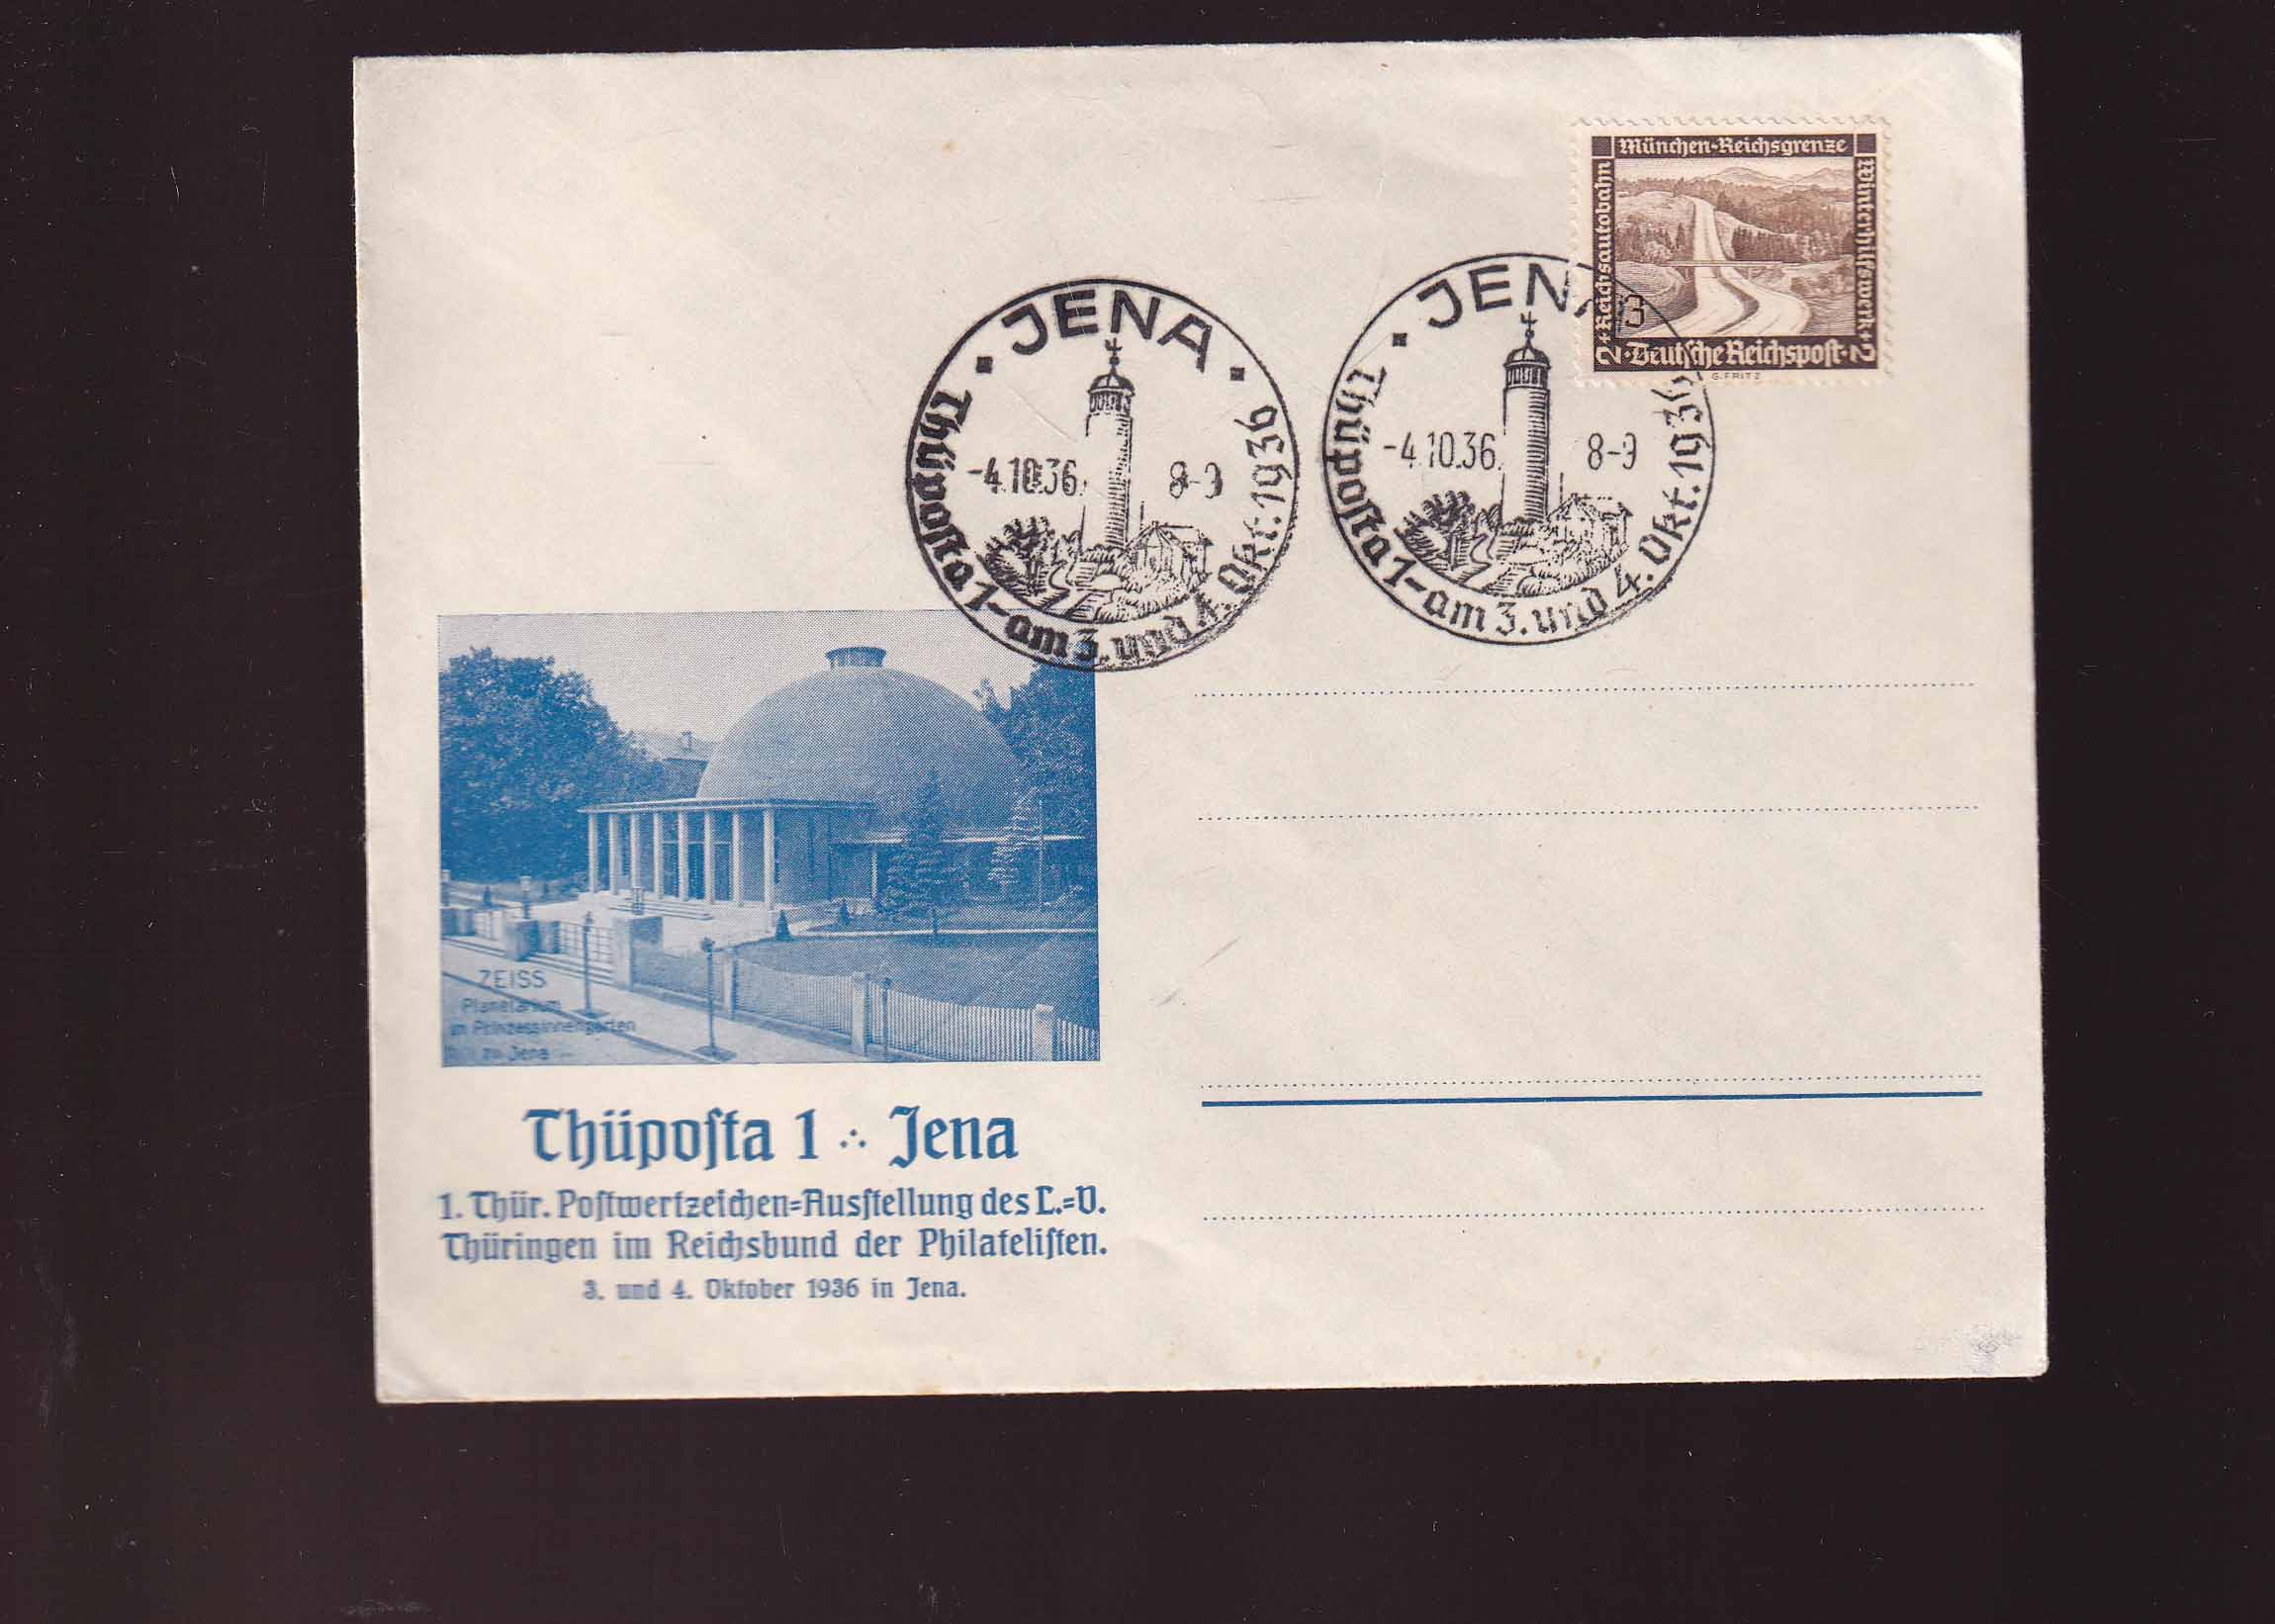 München-Reichsgrenze
Reichsautobahn
Winterhilfswerk
2+3
2
Deutsche Reichspost
G. FRITZ
JENA
-4.10.36. 8-9
Thüposta 1 - am 3. und 4. Okt. 1936
JENA
-4.10.36. 8-9
Thüposta 1 - am 3. und 4. Okt. 1936
ZEISS
Planetarium
im Prinzessinnengarten
zu Jena
Thüposta 1 ∴ Jena
1. Thür. Postwertzeichen=Ausstellung des L.=V.
Thüringen im Reichsbund der Philatelisten.
3. und 4. Oktober 1936 in Jena.